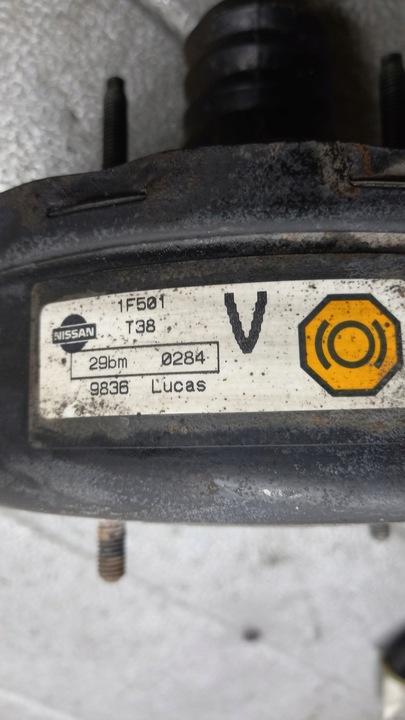 1F501
NISSAN
T38
V
29bm 0284
9836 Lucas